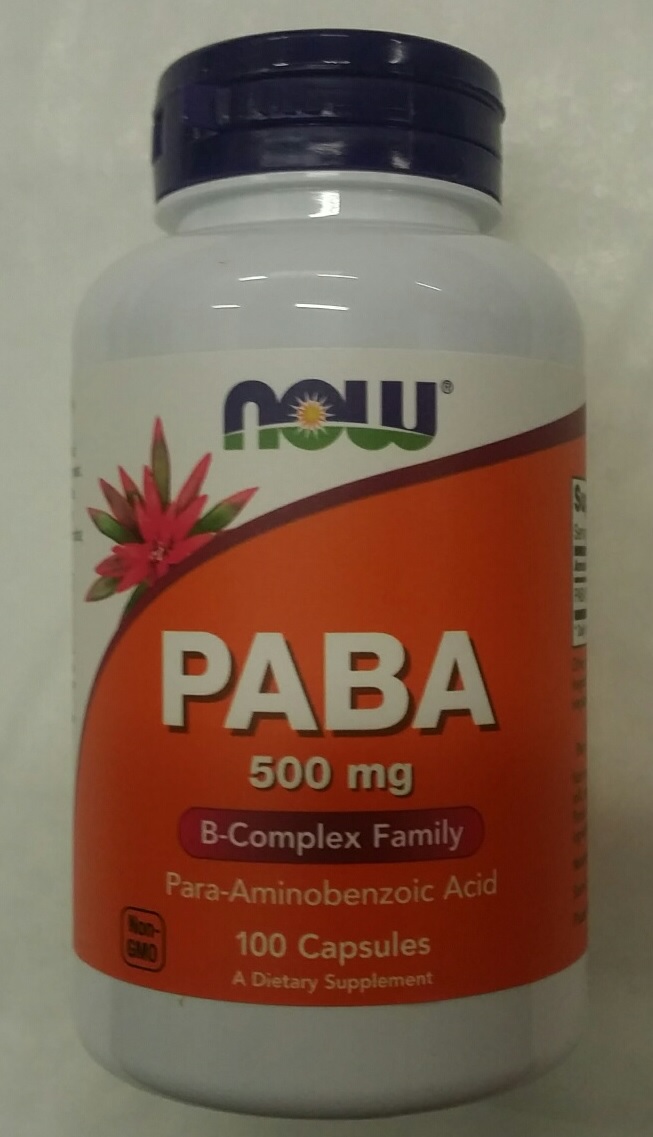 now®
PABA
500 mg
B-Complex Family
Para-Aminobenzoic Acid
Non-
GMO
100 Capsules
A Dietary Supplement